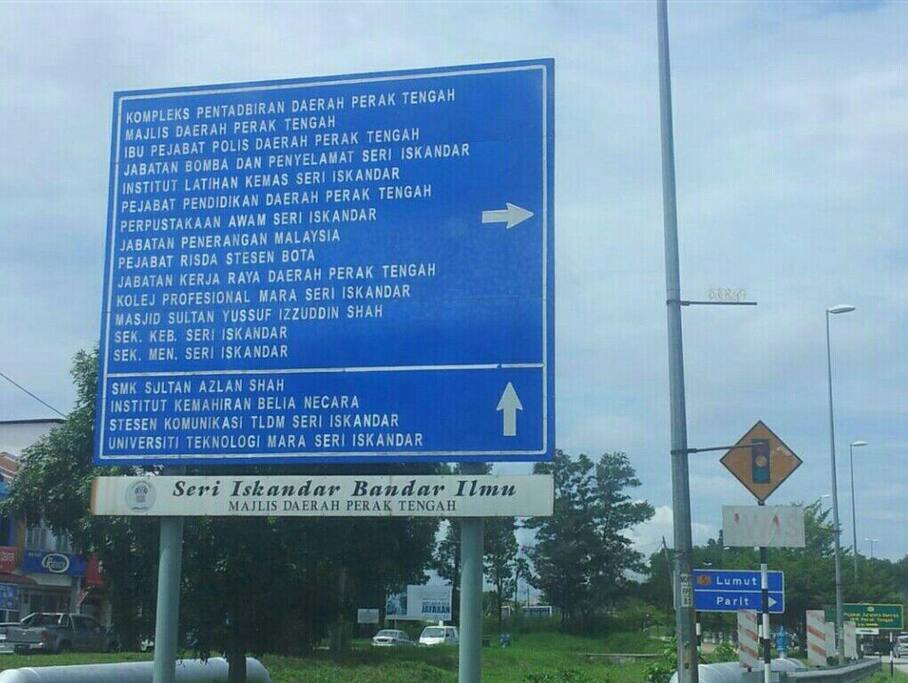 KOMPLEKS PENTADBIRAN DAERAH PERAK TENGAH
MAJLIS DAERAH PERAK TENGAH
IBU PEJABAT POLIS DAERAH PERAK TENGAH
JABATAN BOMBA DAN PENYELAMAT SERI ISKANDAR
INSTITUT LATIHAN KEMAS SERI ISKANDAR
PEJABAT PENDIDIKAN DAERAH PERAK TENGAH
PERPUSTAKAAN AWAM SERI ISKANDAR
JABATAN PENERANGAN MALAYSIA
PEJABAT RISDA STESEN BOTA
JABATAN KERJA RAYA DAERAH PERAK TENGAH
KOLEJ PROFESIONAL MARA SERI ISKANDAR
MASJID SULTAN YUSSUF IZZUDDIN SHAH
SEK. KEB. SERI ISKANDAR
SEK. MEN. SERI ISKANDAR
SMK SULTAN AZLAN SHAH
INSTITUT KEMAHIRAN BELIA NECARA
STESEN KOMUNIKASI TLDM SERI ISKANDAR
UNIVERSITI TEKNOLOGI MARA SERI ISKANDAR
Seri Iskandar Bandar Ilmu
MAJLIS DAERAH PERAK TENGAH
AWAS
5 Lumut
Parit